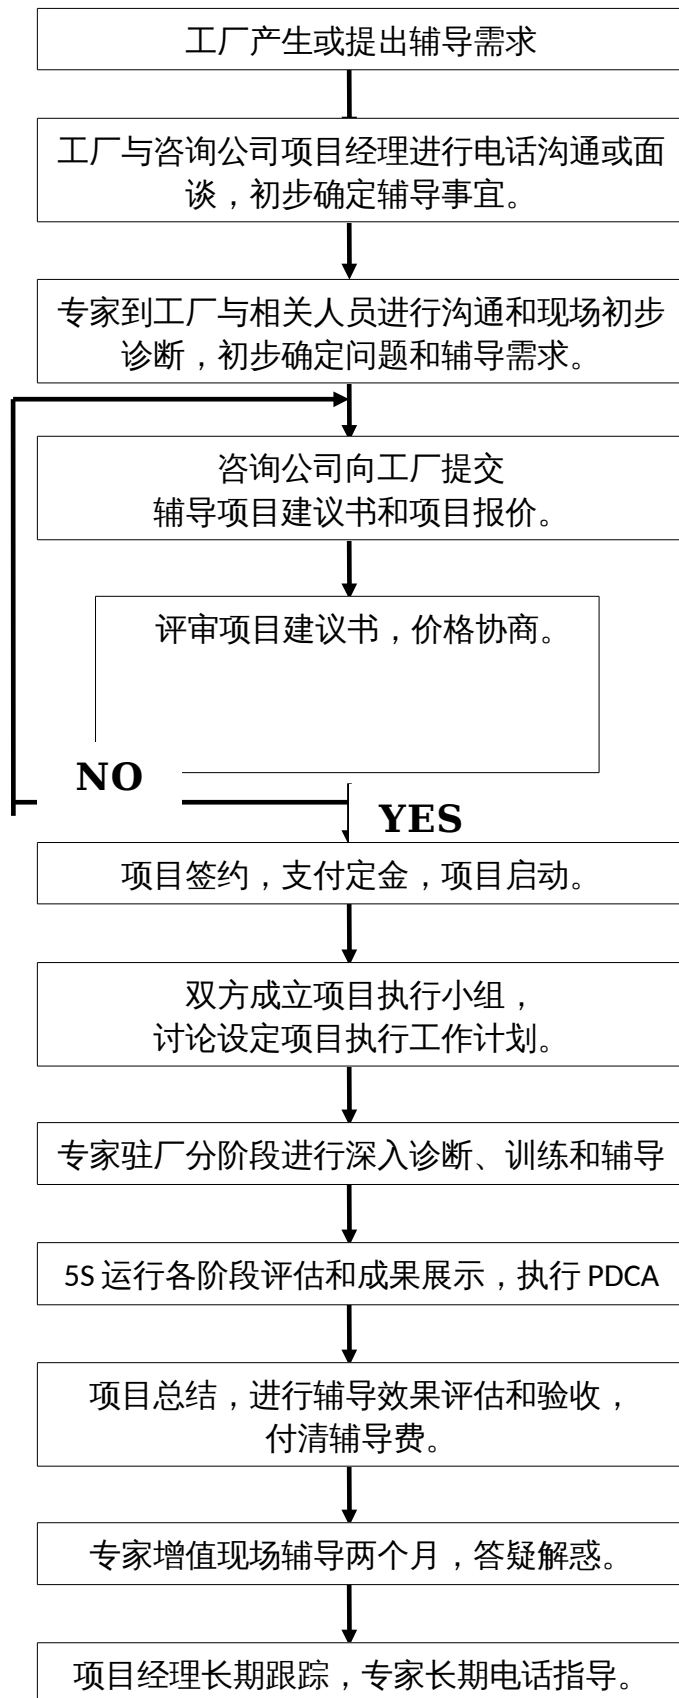 工厂产生或提出辅导需求
工厂与咨询公司项目经理进行电话沟通或面
谈，初步确定辅导事宜。
专家到工厂与相关人员进行沟通和现场初步
诊断，初步确定问题和辅导需求。
咨询公司向工厂提交
辅导项目建议书和项目报价。
评审项目建议书，价格协商。
NO
YES
项目签约，支付定金，项目启动。
双方成立项目执行小组，
讨论设定项目执行工作计划。
专家驻厂分阶段进行深入诊断、训练和辅导
5S 运行各阶段评估和成果展示，执行 PDCA
项目总结，进行辅导效果评估和验收，
付清辅导费。
专家增值现场辅导两个月，答疑解惑。
项目经理长期跟踪，专家长期电话指导。